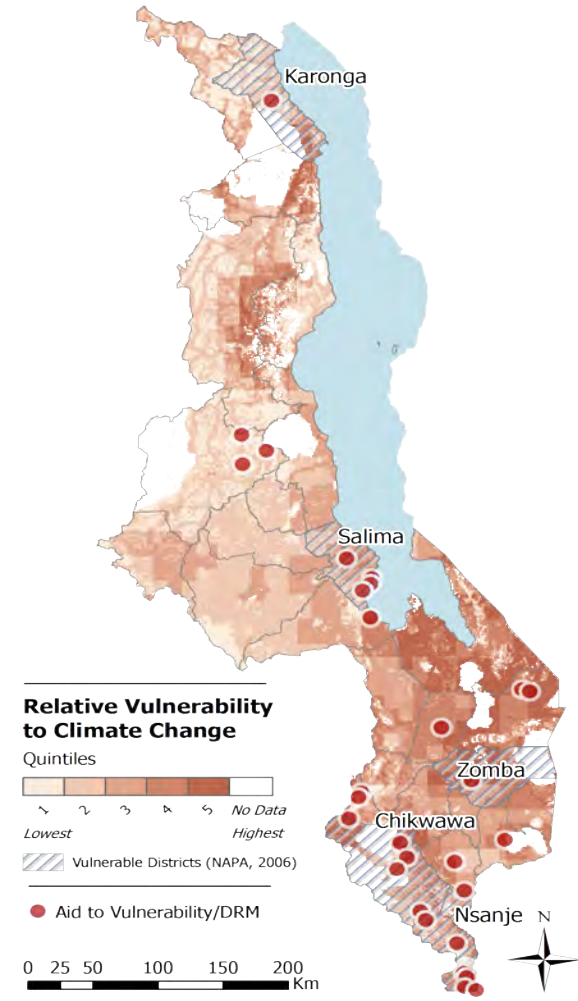 Karonga
Salima
Zomba
Chikwawa
Nsanje
N
Relative Vulnerability
to Climate Change
Quintiles
1 2 3 4 5 No Data
Lowest Highest
Vulnerable Districts (NAPA, 2006)
Aid to Vulnerability/DRM
0 25 50 100 150 200
Km